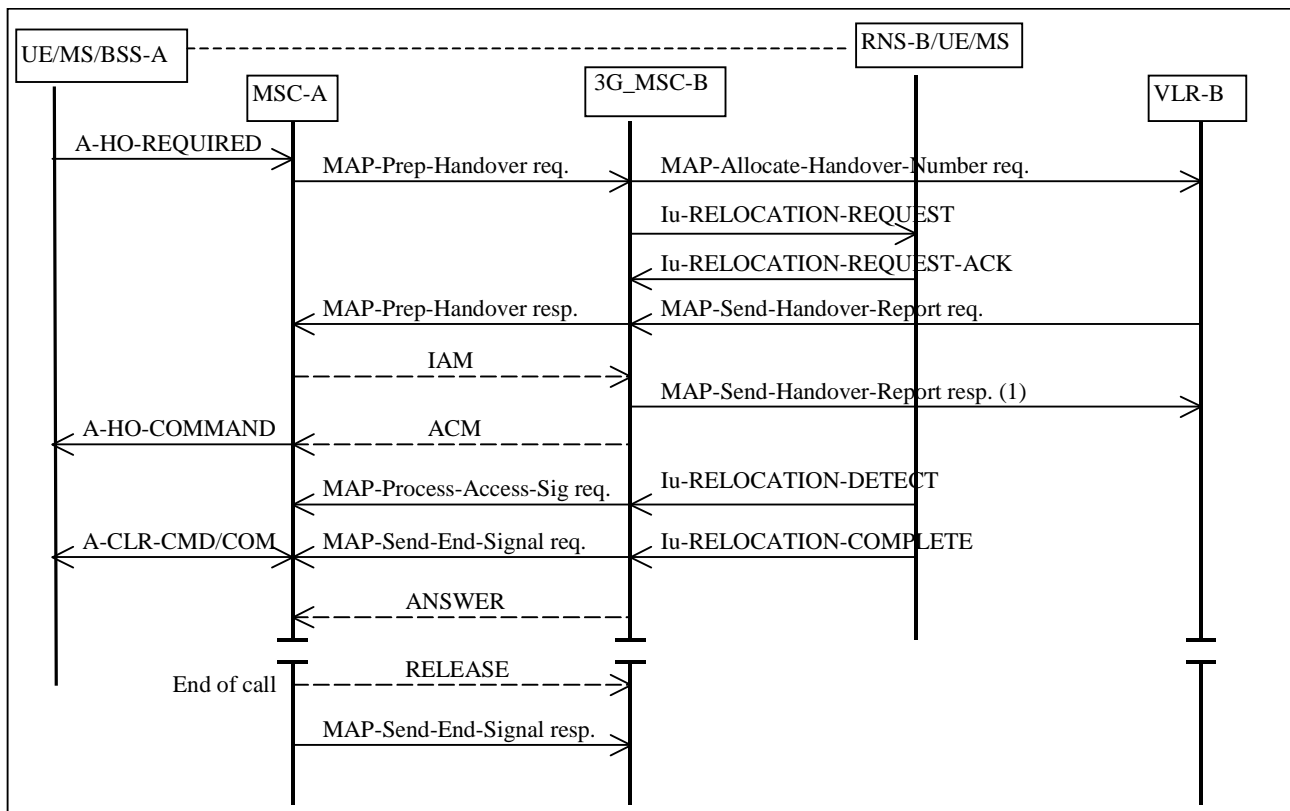 UE/MS/BSS-A
RNS-B/UE/MS
MSC-A
3G_MSC-B
VLR-B
A-HO-REQUIRED
MAP-Prep-Handover req.
MAP-Allocate-Handover-Number req.
Iu-RELOCATION-REQUEST
Iu-RELOCATION-REQUEST-ACK
MAP-Prep-Handover resp.
MAP-Send-Handover-Report req.
IAM
MAP-Send-Handover-Report resp. (1)
A-HO-COMMAND
ACM
Iu-RELOCATION-DETECT
MAP-Process-Access-Sig req.
A-CLR-CMD/COM
MAP-Send-End-Signal req.
Iu-RELOCATION-COMPLETE
ANSWER
RELEASE
End of call
MAP-Send-End-Signal resp.